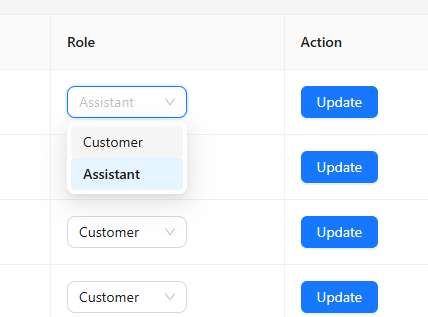 Role Action
Assistant Update
Customer
Assistant Update
Customer Update
Customer Update